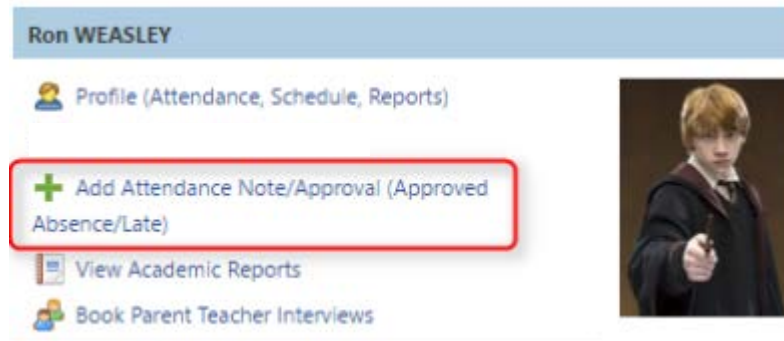 Ron WEASLEY
Profile (Attendance, Schedule, Reports)
Add Attendance Note/Approval (Approved
Absence/Late)
View Academic Reports
Book Parent Teacher Interviews